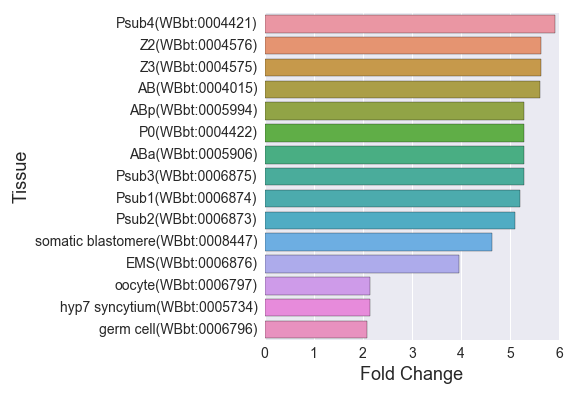 Psub4(WBbt:0004421)
Z2(WBbt:0004576)
Z3(WBbt:0004575)
AB(WBbt:0004015)
ABp(WBbt:0005994)
P0(WBbt:0004422)
ABa(WBbt:0005906)
Psub3(WBbt:0006875)
Psub1(WBbt:0006874)
Psub2(WBbt:0006873)
somatic blastomere(WBbt:0008447)
EMS(WBbt:0006876)
oocyte(WBbt:0006797)
hyp7 syncytium(WBbt:0005734)
germ cell(WBbt:0006796)
Tissue
0 1 2 3 4 5 6
Fold Change